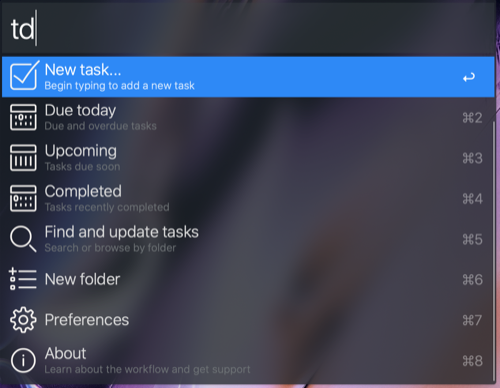 td
New task...
Begin typing to add a new task
↩
Due today
Due and overdue tasks
⌘2
Upcoming
Tasks due soon
⌘3
Completed
Tasks recently completed
⌘4
Find and update tasks
Search or browse by folder
⌘5
New folder
⌘6
Preferences
⌘7
About
Learn about the workflow and get support
⌘8